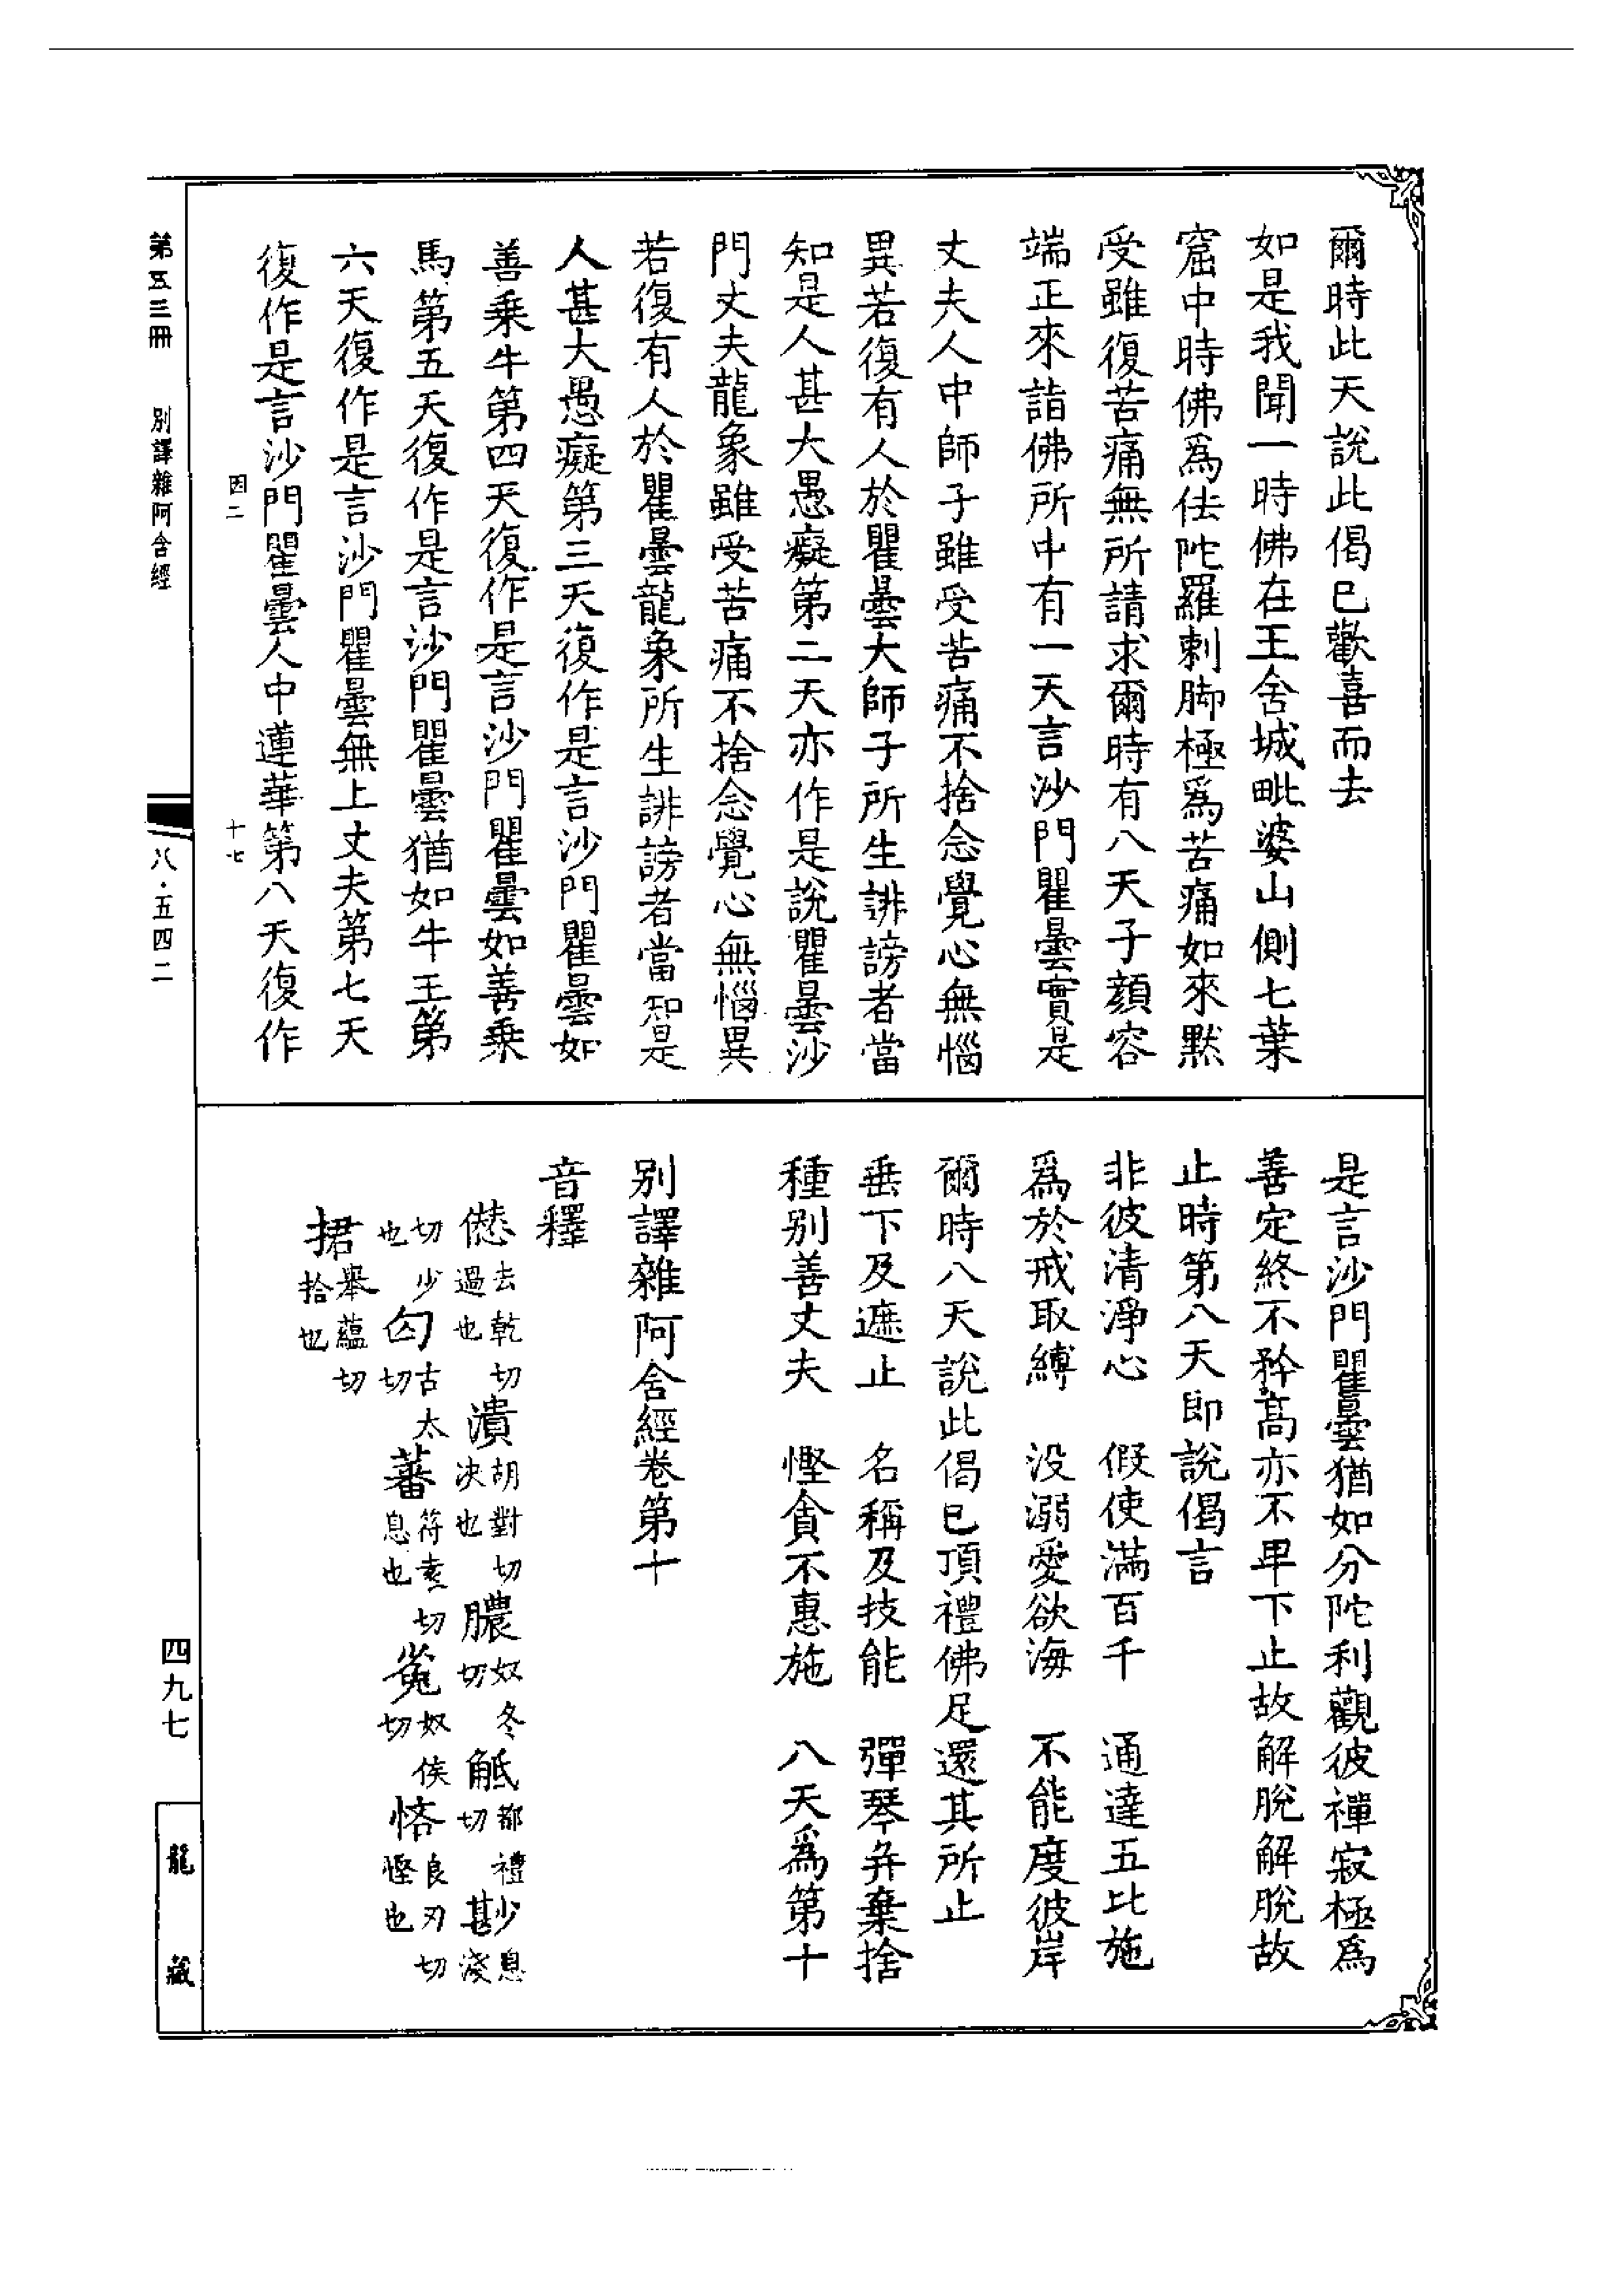 爾時此天說此偈巳歡喜而去
如是我聞一時佛在王舍城毗婆山側七葉
窟中時佛爲佉陀羅刺脚極爲苦痛如來默
受雖復苦痛無所請求爾時有八天子顔容
端正來詣佛所中有一天言沙門瞿曇實是
丈夫人中師子雖受苦痛不捨念覺心無惱
異若復有人於瞿曇大師子所生誹謗者當
知是人甚大愚癡第二天亦作是說瞿曇沙
門丈夫龍象雖受苦痛不捨念覺心無惱異
若復有人於瞿曇龍象所生誹謗者當知是
人甚大愚癡第三天復作是言沙門瞿曇如
善乘牛第四天復作是言沙門瞿曇如善乘
馬第五天復作是言沙門瞿曇猶如牛王第
六天復作是言沙門瞿曇無上丈夫第七天
復作是言沙門瞿曇人中蓮華第八天復作
是言沙門瞿曇猶如分陀利觀彼禪寂極爲
善定終不矜高亦不卑下止故解脫解脫故
止時第八天即說偈言
非彼清淨心　假使滿百千　通達五比施
爲於戒取縛　没溺愛欲海　不能度彼岸
爾時八天說此偈巳頂禮佛足還其所止
垂下及遮止　名稱及技能　彈琴并棄捨
種别善丈夫　慳貪不惠施　八天爲第十
别譯雜阿含經卷第十
音釋
㥶去乾切過也 潰胡對切决也 膿奴冬切 觝都禮切 尟息淺
切少也 匃古太切 蕃符袁切息也 㝹奴侯切 悋良刃切慳也
捃舉蘊切拾也
因二
十七
第五三冊
別譯雜阿含經
八·五四二
四九七
龍藏